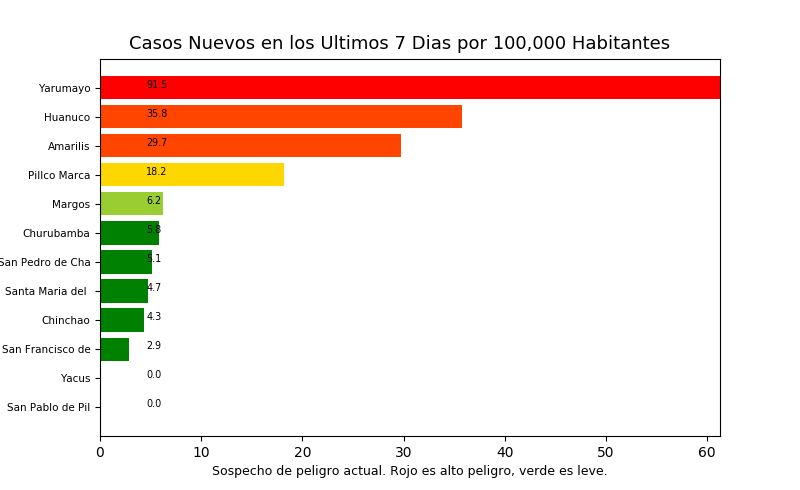 Casos Nuevos en los Ultimos 7 Dias por 100,000 Habitantes
Yarumayo 91.5
Huanuco 35.8
Amarilis 29.7
Pillco Marca 18.2
Margos 6.2
Churubamba 5.8
San Pedro de Cha 5.1
Santa Maria del 4.7
Chinchao 4.3
San Francisco de 2.9
Yacus 0.0
San Pablo de Pil 0.0
0 10 20 30 40 50 60
Sospecho de peligro actual. Rojo es alto peligro, verde es leve.